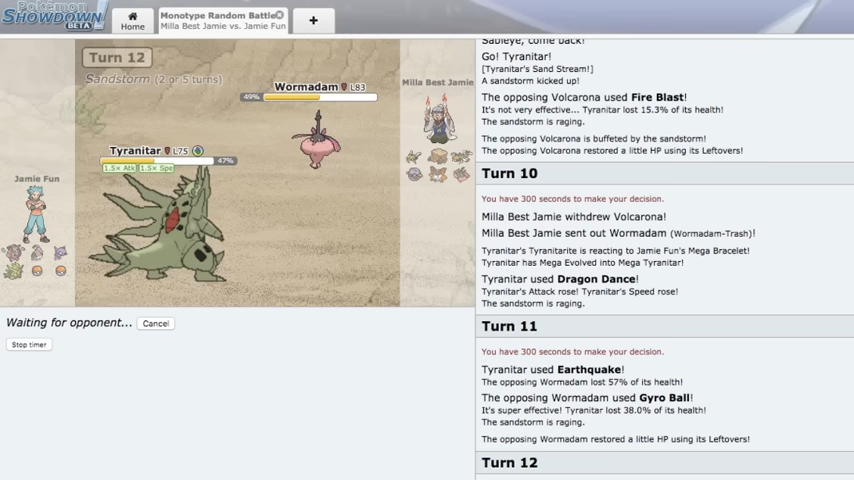 Pokémon
Showdown
BETA
Home
Monotype Random Battle
Milla Best Jamie vs. Jamie Fun
+
Turn 12
Sandstorm (2 or 5 turns)
Wormadam L83
49%
Milla Best Jamie
Tyranitar L75
47%
1.5× Atk 1.5× Spe
Jamie Fun
Waiting for opponent... Cancel
Stop timer
Sableye, come back!
Go! Tyranitar!
[Tyranitar's Sand Stream!]
A sandstorm kicked up!
The opposing Volcarona used Fire Blast!
It's not very effective... Tyranitar lost 15.3% of its health!
The sandstorm is raging.
The opposing Volcarona is buffeted by the sandstorm!
The opposing Volcarona restored a little HP using its Leftovers!
Turn 10
You have 300 seconds to make your decision.
Milla Best Jamie withdrew Volcarona!
Milla Best Jamie sent out Wormadam (Wormadam-Trash)!
Tyranitar's Tyranitarite is reacting to Jamie Fun's Mega Bracelet!
Tyranitar has Mega Evolved into Mega Tyranitar!
Tyranitar used Dragon Dance!
Tyranitar's Attack rose! Tyranitar's Speed rose!
The sandstorm is raging.
Turn 11
You have 300 seconds to make your decision.
Tyranitar used Earthquake!
The opposing Wormadam lost 57% of its health!
The opposing Wormadam used Gyro Ball!
It's super effective! Tyranitar lost 38.0% of its health!
The sandstorm is raging.
The opposing Wormadam restored a little HP using its Leftovers!
Turn 12